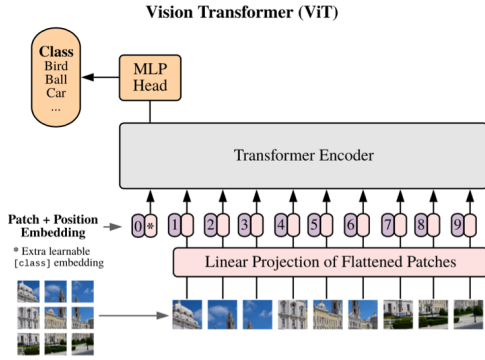 Vision Transformer (ViT)
Class
Bird
Ball
Car
...
MLP
Head
Transformer Encoder
Patch + Position
Embedding
0 * 1 2 3 4 5 6 7 8 9
* Extra learnable
[class] embedding
Linear Projection of Flattened Patches